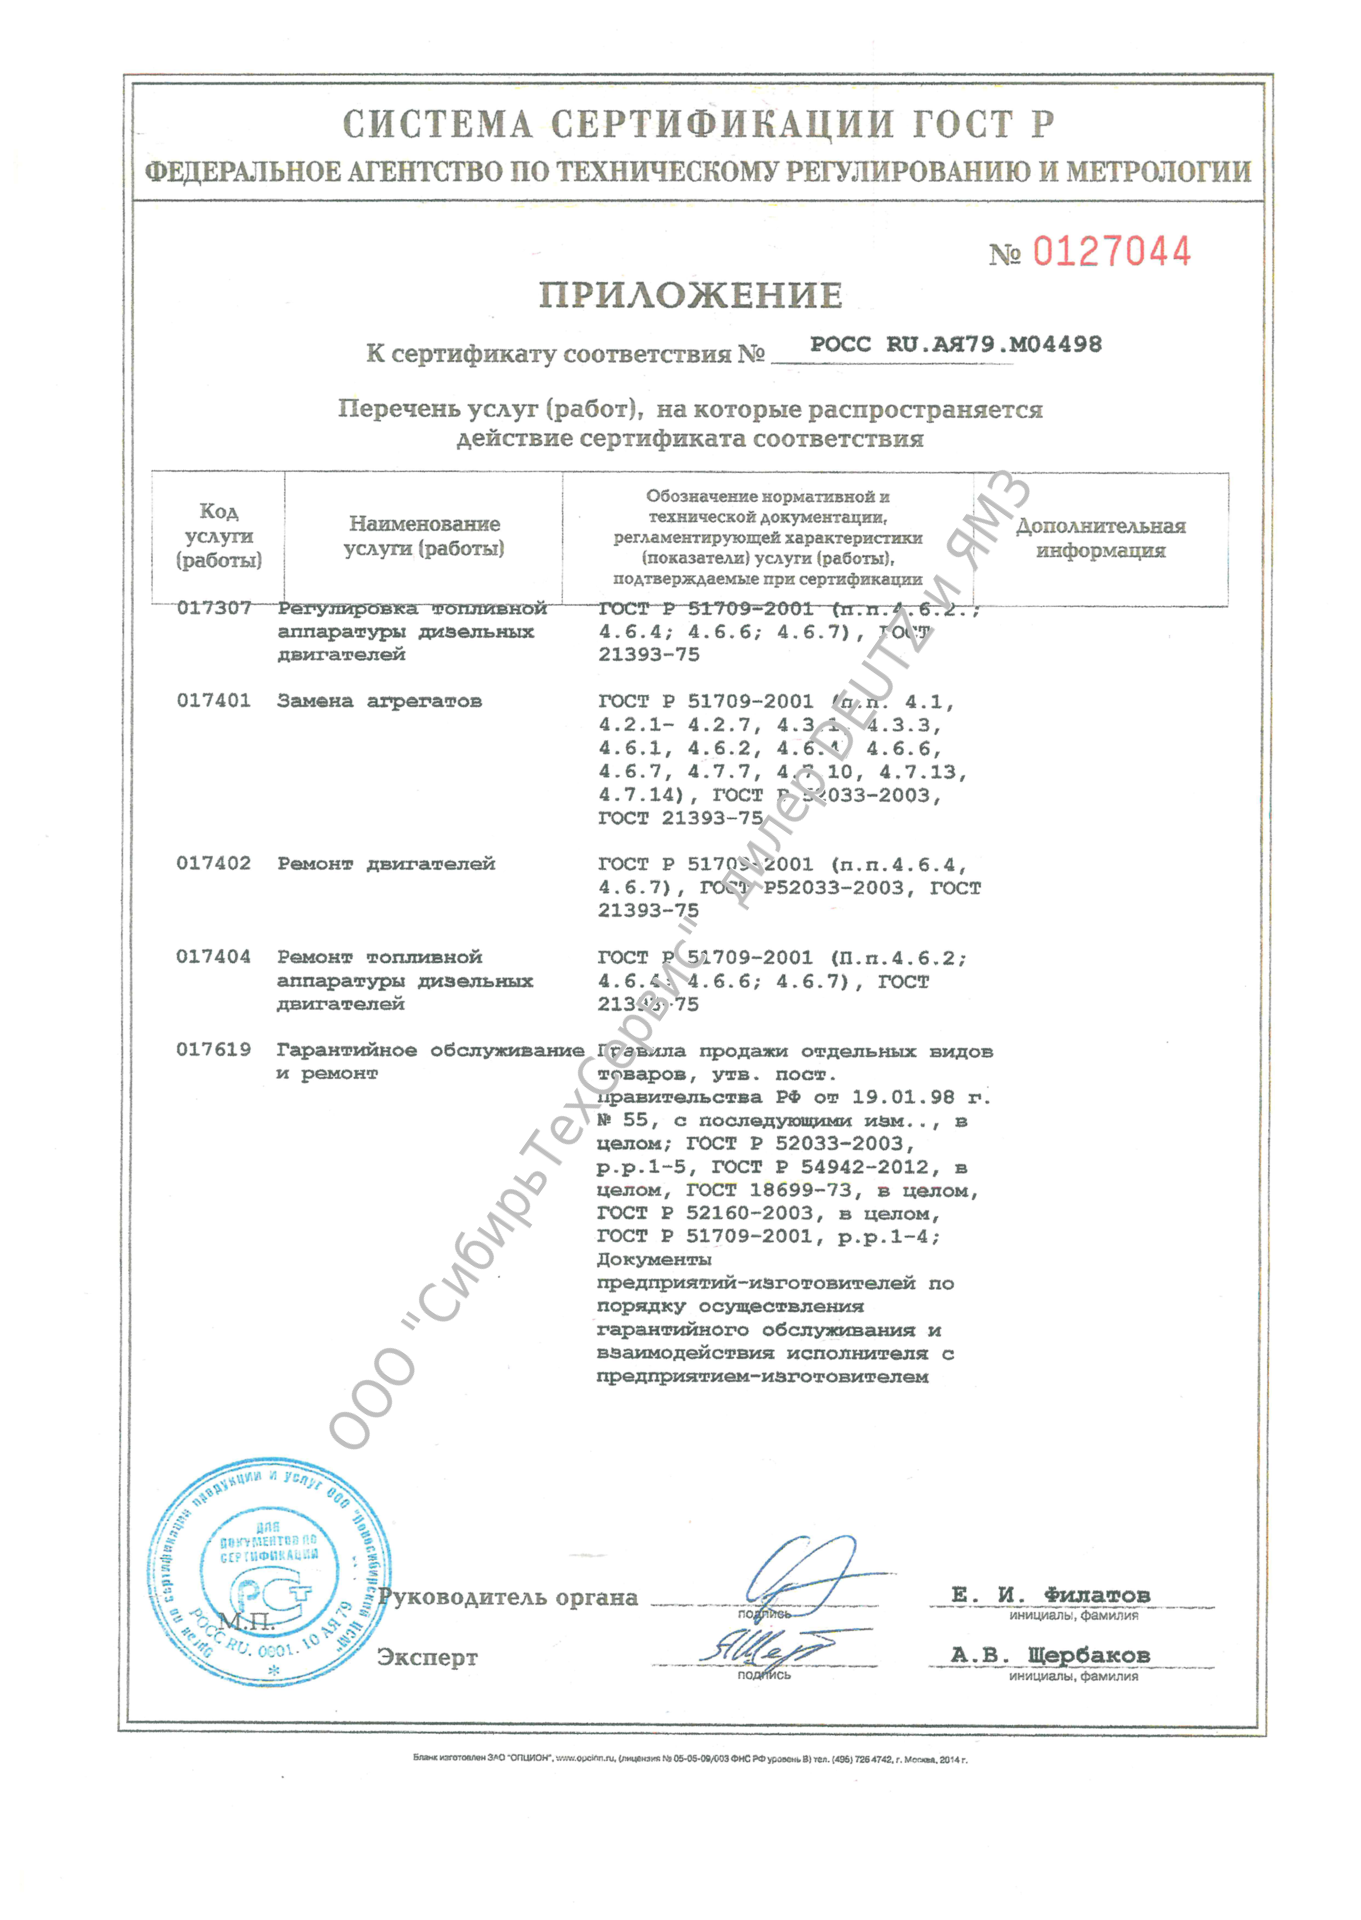 СИСТЕМА СЕРТИФИКАЦИИ ГОСТ Р
ФЕДЕРАЛЬНОЕ АГЕНТСТВО ПО ТЕХНИЧЕСКОМУ РЕГУЛИРОВАНИЮ И МЕТРОЛОГИИ
№ 0127044
ПРИЛОЖЕНИЕ
К сертификату соответствия № РОСС RU.АЯ79.М04498
Перечень услуг (работ), на которые распространяется
действие сертификата соответствия
Код
услуги
(работы)
Наименование
услуги (работы)
Обозначение нормативной и
технической документации,
регламентирующей характеристики
(показатели) услуги (работы),
подтверждаемые при сертификации
Дополнительная
информация
017307 Регулировка топливной ГОСТ Р 51709-2001 (п.п.4.6.2.;
аппаратуры дизельных 4.6.4; 4.6.6; 4.6.7), ГОСТ
двигателей 21393-75
017401 Замена агрегатов ГОСТ Р 51709-2001 (п.п. 4.1,
4.2.1- 4.2.7, 4.3.1, 4.3.3,
4.6.1, 4.6.2, 4.6.4, 4.6.6,
4.6.7, 4.7.7, 4.7.10, 4.7.13,
4.7.14), ГОСТ Р 52033-2003,
ГОСТ 21393-75
017402 Ремонт двигателей ГОСТ Р 51709-2001 (п.п.4.6.4,
4.6.7), ГОСТ Р52033-2003, ГОСТ
21393-75
017404 Ремонт топливной ГОСТ Р 51709-2001 (П.п.4.6.2;
аппаратуры дизельных 4.6.4; 4.6.6; 4.6.7), ГОСТ
двигателей 21393-75
017619 Гарантийное обслуживание Правила продажи отдельных видов
и ремонт товаров, утв. пост.
правительства РФ от 19.01.98 г.
№ 55, с последующими изм.., в
целом; ГОСТ Р 52033-2003,
р.р.1-5, ГОСТ Р 54942-2012, в
целом, ГОСТ 18699-73, в целом,
ГОСТ Р 52160-2003, в целом,
ГОСТ Р 51709-2001, р.р.1-4;
Документы
предприятий-изготовителей по
порядку осуществления
гарантийного обслуживания и
взаимодействия исполнителя с
предприятием-изготовителем
ООО "СибирьТехСервис" дилер DEUTZ и ЯМЗ
Орган по сертификации продукции и услуг ООО "Новосибирский ЦСМ"
ДЛЯ
ДОКУМЕНТОВ ПО
СЕРТИФИКАЦИИ
РОСС RU. 0001. 10 АЯ 79
М.П.
Руководитель органа
подпись
Е. И. Филатов
инициалы, фамилия
Эксперт
подпись
А.В. Щербаков
инициалы, фамилия
Бланк изготовлен ЗАО "ОПЦИОН", www.opcion.ru, (лицензия № 05-05-09/003 ФНС РФ уровень В) тел. (495) 726 4742, г. Москва, 2014 г.